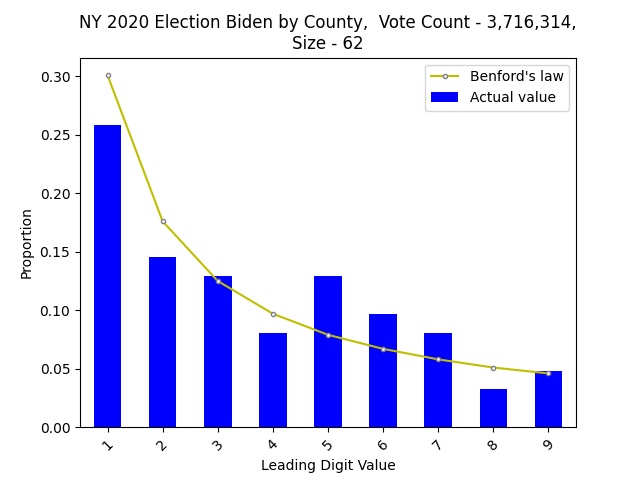 NY 2020 Election Biden by County,  Vote Count - 3,716,314,
Size - 62
Benford's law
Actual value
0.30
0.25
0.20
0.15
0.10
0.05
0.00
Proportion
1 2 3 4 5 6 7 8 9
Leading Digit Value